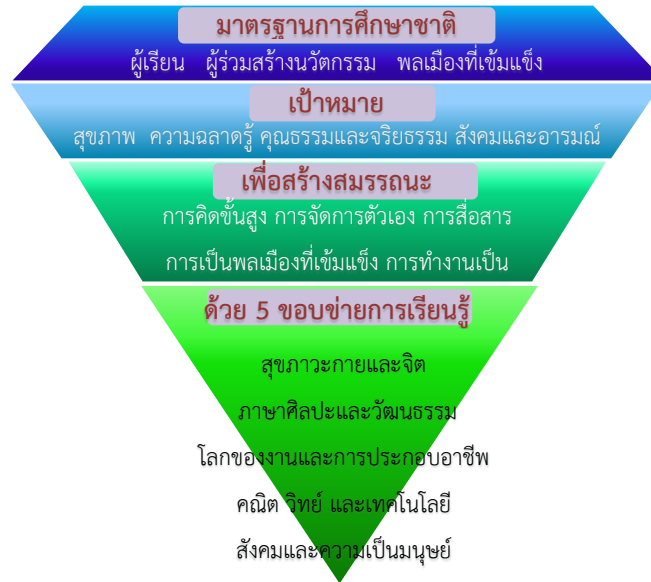 มาตรฐานการศึกษาชาติ
ผู้เรียน ผู้ร่วมสร้างนวัตกรรม พลเมืองที่เข้มแข็ง
เป้าหมาย
สุขภาพ ความฉลาดรู้ คุณธรรมและจริยธรรม สังคมและอารมณ์
เพื่อสร้างสมรรถนะ
การคิดขั้นสูง การจัดการตัวเอง การสื่อสาร
การเป็นพลเมืองที่เข้มแข็ง การทำงานเป็น
ด้วย 5 ขอบข่ายการเรียนรู้
สุขภาวะกายและจิต
ภาษาศิลปะและวัฒนธรรม
โลกของงานและการประกอบอาชีพ
คณิต วิทย์ และเทคโนโลยี
สังคมและความเป็นมนุษย์